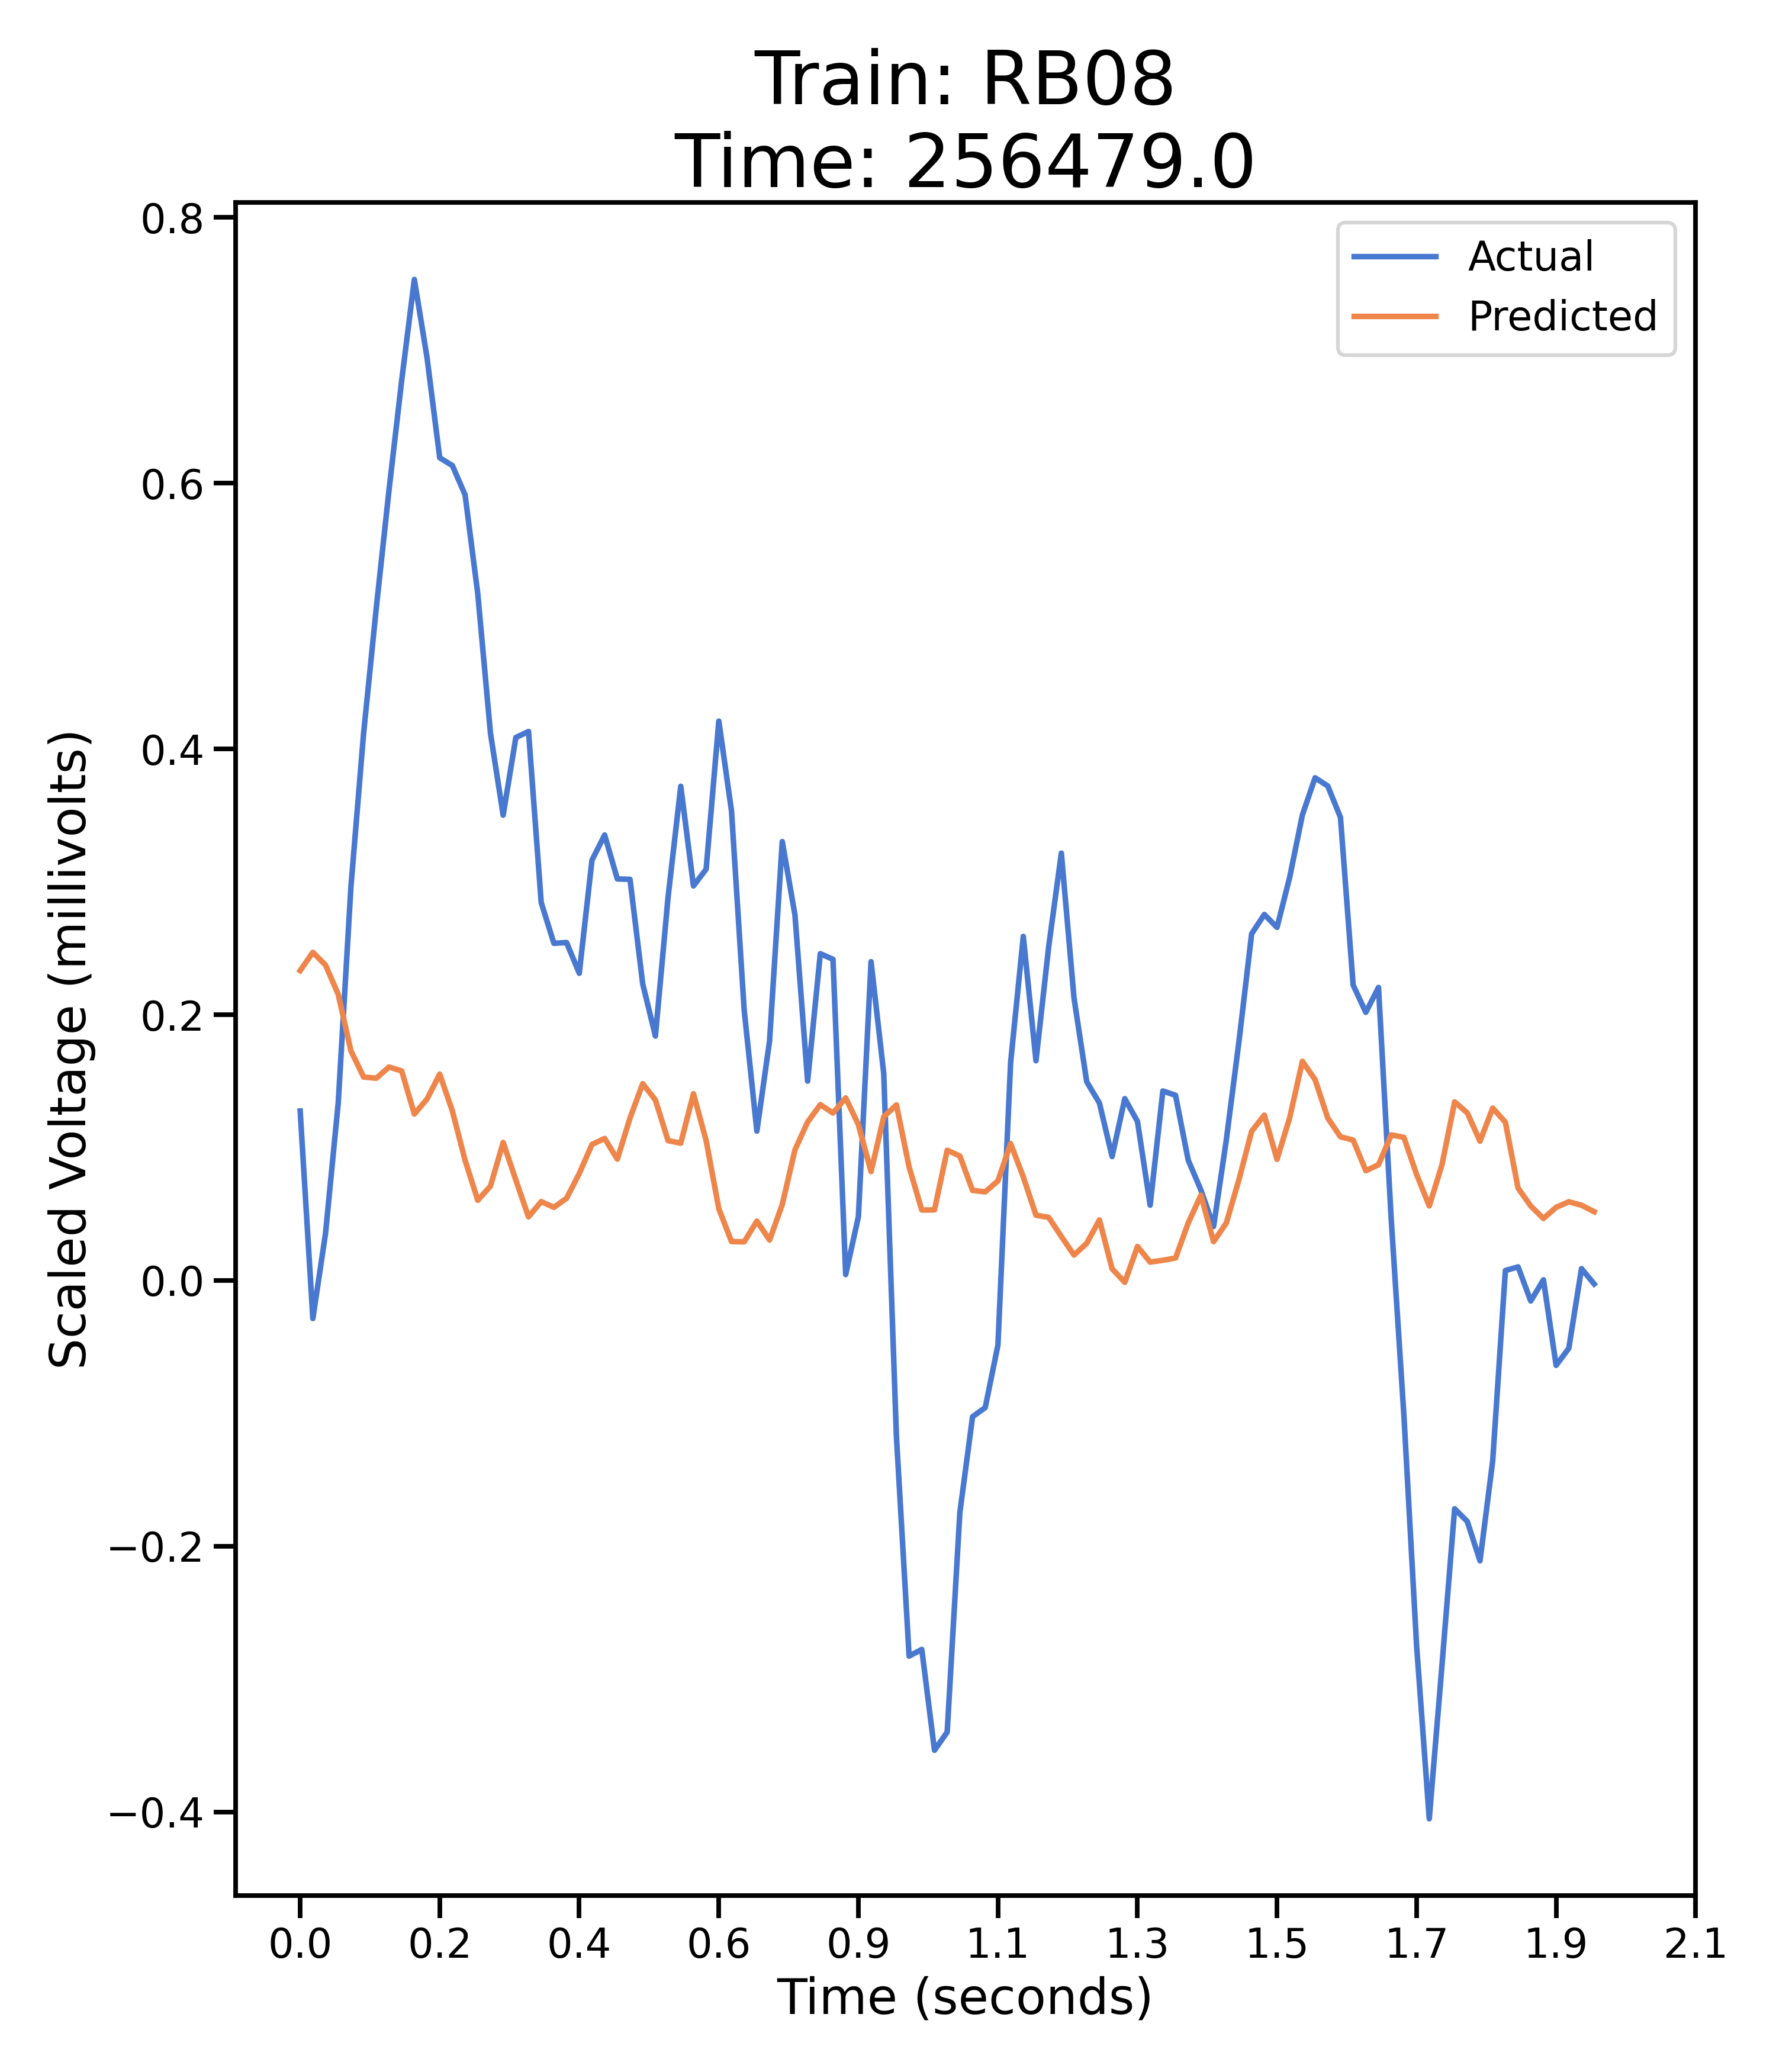 Train: RB08
Time: 256479.0
Actual
Predicted
Scaled Voltage (millivolts)
0.8
0.6
0.4
0.2
0.0
−0.2
−0.4
0.0 0.2 0.4 0.6 0.9 1.1 1.3 1.5 1.7 1.9 2.1
Time (seconds)